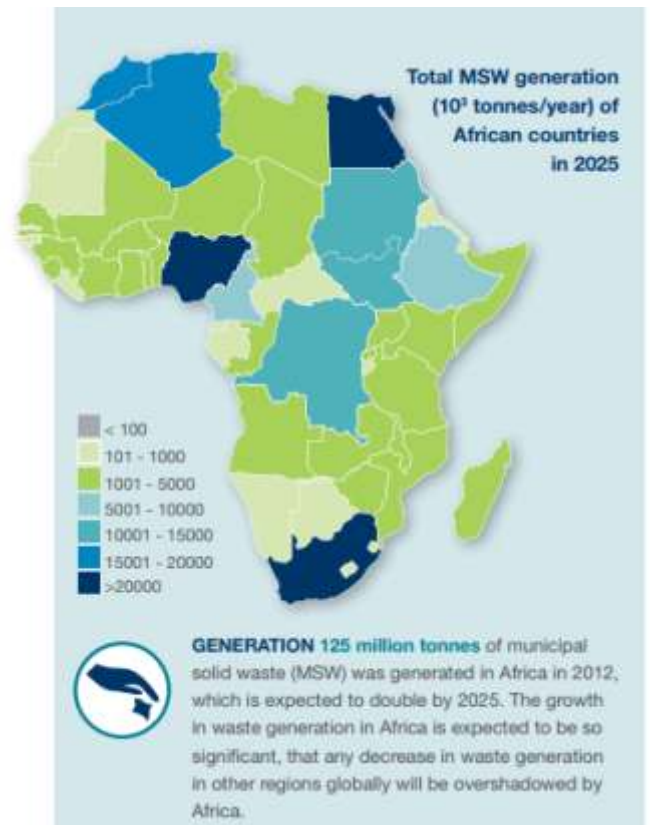 Total MSW generation
(10³ tonnes/year) of
African countries
in 2025
< 100
101 - 1000
1001 - 5000
5001 - 10000
10001 - 15000
15001 - 20000
>20000
GENERATION 125 million tonnes of municipal
solid waste (MSW) was generated in Africa in 2012,
which is expected to double by 2025. The growth
in waste generation in Africa is expected to be so
significant, that any decrease in waste generation
in other regions globally will be overshadowed by
Africa.